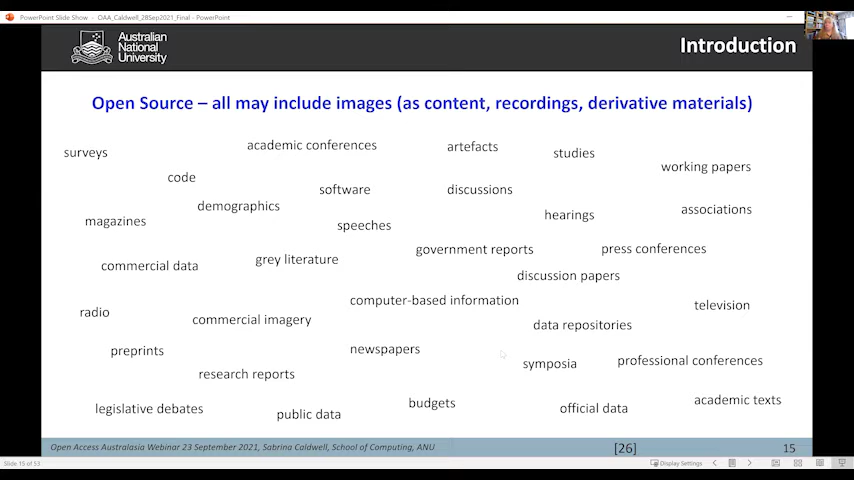 PowerPoint Slide Show - OAA_Caldwell_28Sep2021_Final - PowerPoint
Australian
National
University
Introduction
Open Source – all may include images (as content, recordings, derivative materials)
surveys
academic conferences
artefacts
studies
working papers
code
software
discussions
demographics
magazines
speeches
hearings
associations
commercial data
grey literature
government reports
press conferences
discussion papers
computer-based information
television
radio
commercial imagery
data repositories
preprints
newspapers
symposia
professional conferences
research reports
legislative debates
public data
budgets
official data
academic texts
Open Access Australasia Webinar 23 September 2021, Sabrina Caldwell, School of Computing, ANU
[26]
15
Slide 15 of 53
Display Settings